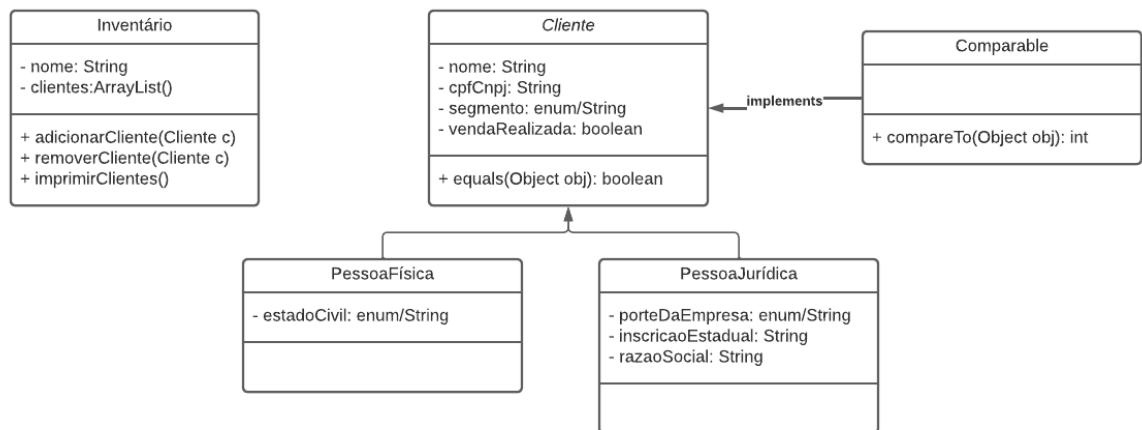 Inventário
- nome: String
- clientes:ArrayList()
+ adicionarCliente(Cliente c)
+ removerCliente(Cliente c)
+ imprimirClientes()
Cliente
- nome: String
- cpfCnpj: String
- segmento: enum/String
- vendaRealizada: boolean
+ equals(Object obj): boolean
implements
Comparable
+ compareTo(Object obj): int
PessoaFísica
- estadoCivil: enum/String
PessoaJurídica
- porteDaEmpresa: enum/String
- inscricaoEstadual: String
- razaoSocial: String